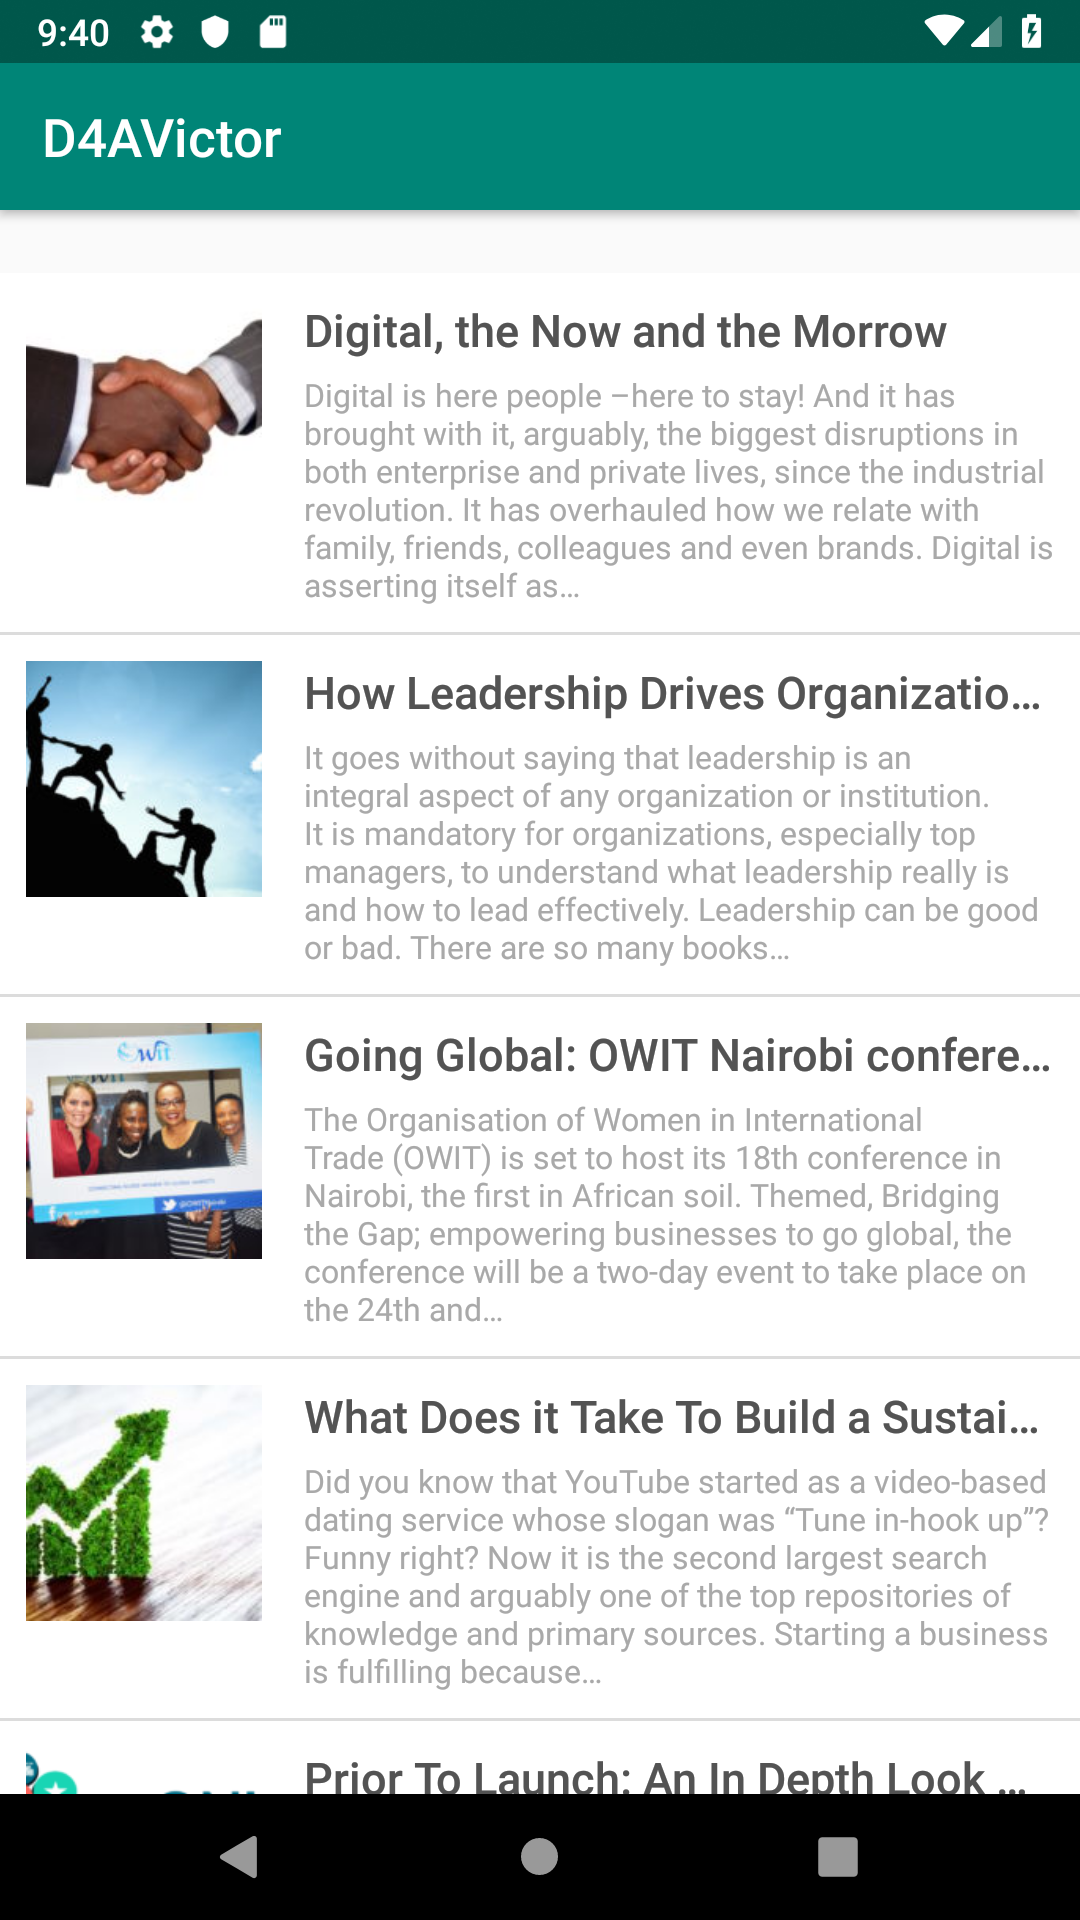 9:40
D4AVictor
Digital, the Now and the Morrow
Digital is here people –here to stay! And it has
brought with it, arguably, the biggest disruptions in
both enterprise and private lives, since the industrial
revolution. It has overhauled how we relate with
family, friends, colleagues and even brands. Digital is
asserting itself as…
How Leadership Drives Organizatio…
It goes without saying that leadership is an
integral aspect of any organization or institution.
It is mandatory for organizations, especially top
managers, to understand what leadership really is
and how to lead effectively. Leadership can be good
or bad. There are so many books…
Owit
Going Global: OWIT Nairobi confere…
The Organisation of Women in International
Trade (OWIT) is set to host its 18th conference in
Nairobi, the first in African soil. Themed, Bridging
the Gap; empowering businesses to go global, the
conference will be a two-day event to take place on
the 24th and…
What Does it Take To Build a Sustai…
Did you know that YouTube started as a video-based
dating service whose slogan was “Tune in-hook up”?
Funny right? Now it is the second largest search
engine and arguably one of the top repositories of
knowledge and primary sources. Starting a business
is fulfilling because…
Prior To Launch: An In Depth Look …